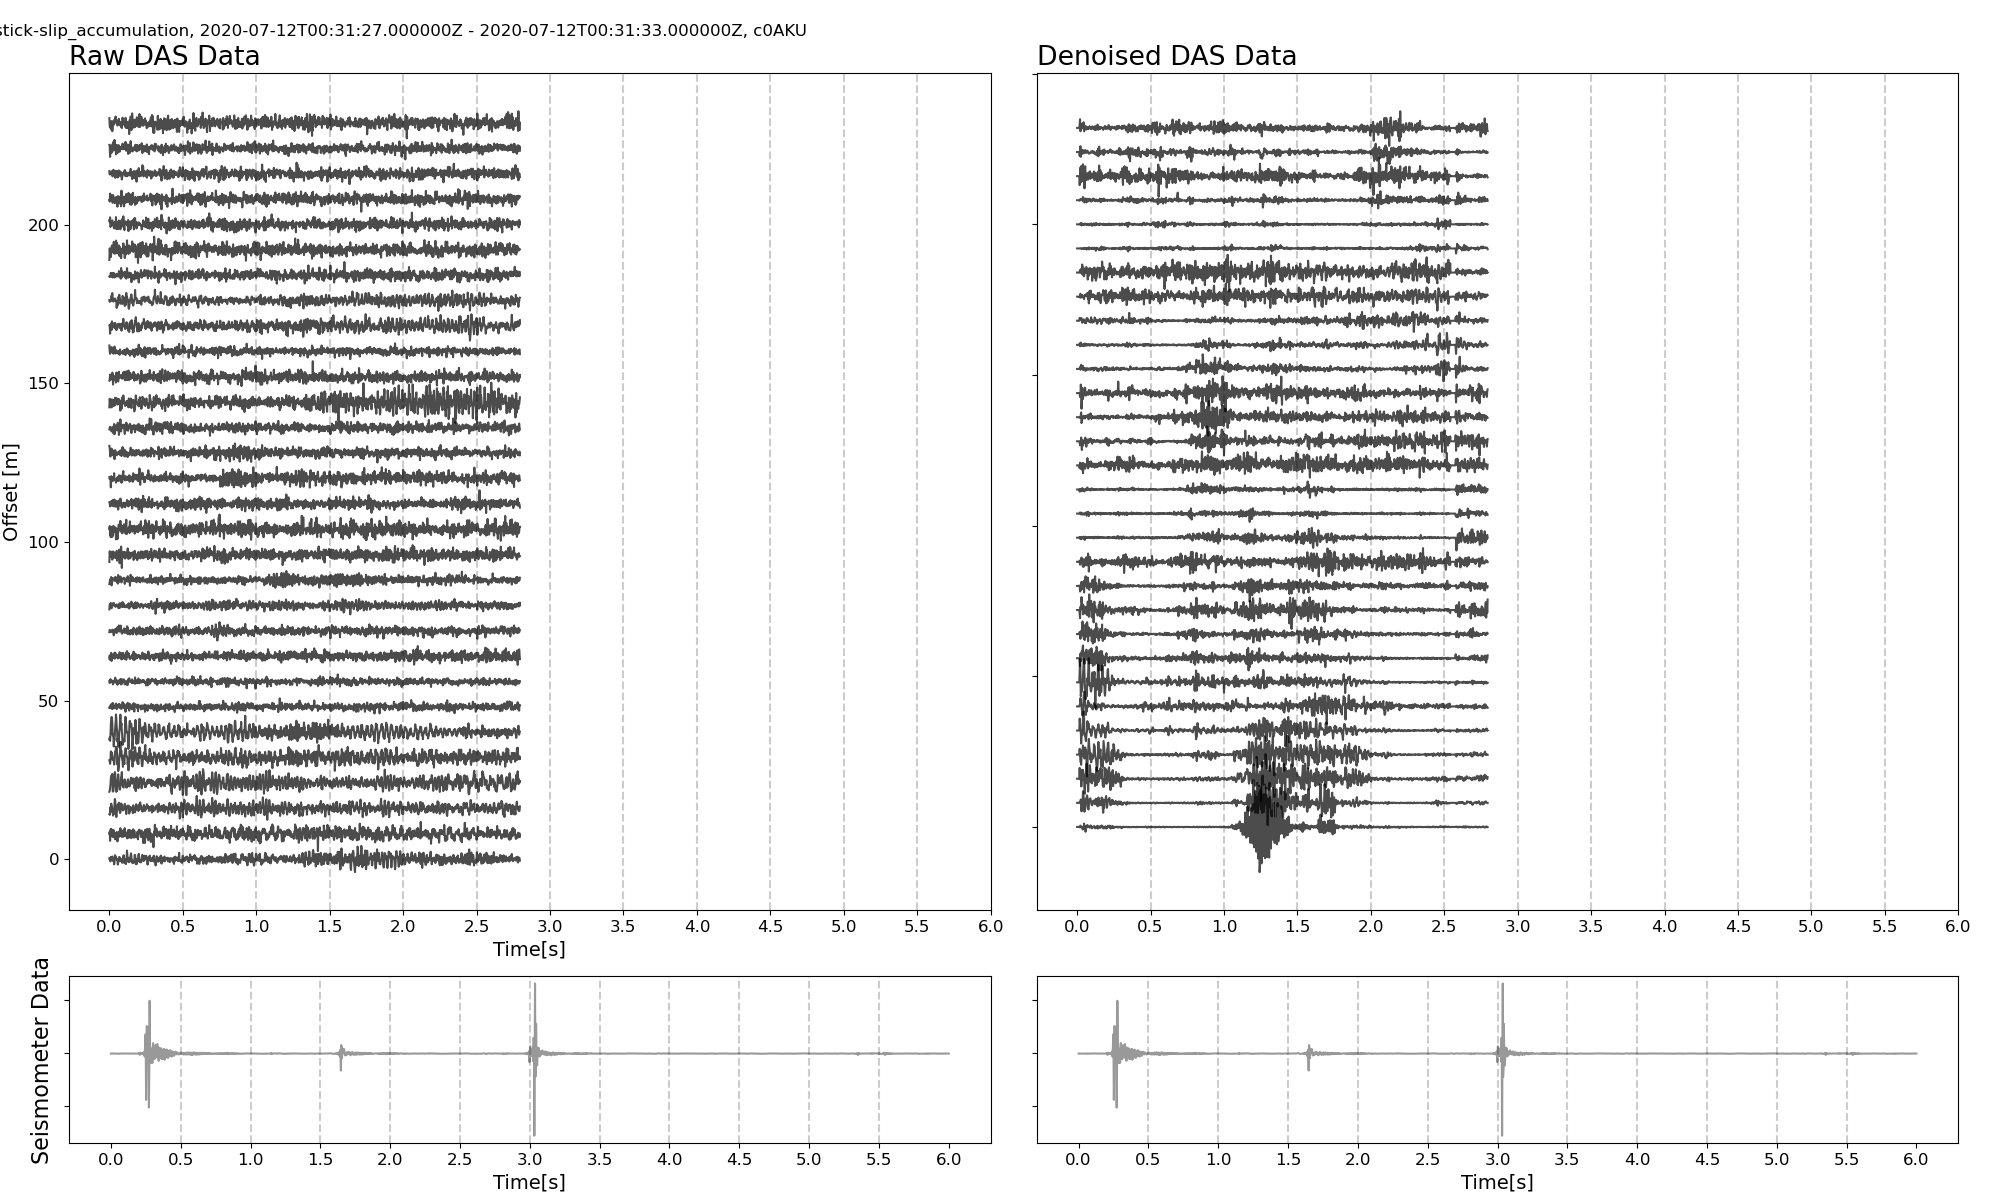 stick-slip_accumulation, 2020-07-12T00:31:27.000000Z - 2020-07-12T00:31:33.000000Z, c0AKU
Raw DAS Data
Denoised DAS Data
Offset [m]
200
150
100
50
0
0.0 0.5 1.0 1.5 2.0 2.5 3.0 3.5 4.0 4.5 5.0 5.5 6.0
Time[s]
0.0 0.5 1.0 1.5 2.0 2.5 3.0 3.5 4.0 4.5 5.0 5.5 6.0
Seismometer Data
0.0 0.5 1.0 1.5 2.0 2.5 3.0 3.5 4.0 4.5 5.0 5.5 6.0
Time[s]
0.0 0.5 1.0 1.5 2.0 2.5 3.0 3.5 4.0 4.5 5.0 5.5 6.0
Time[s]